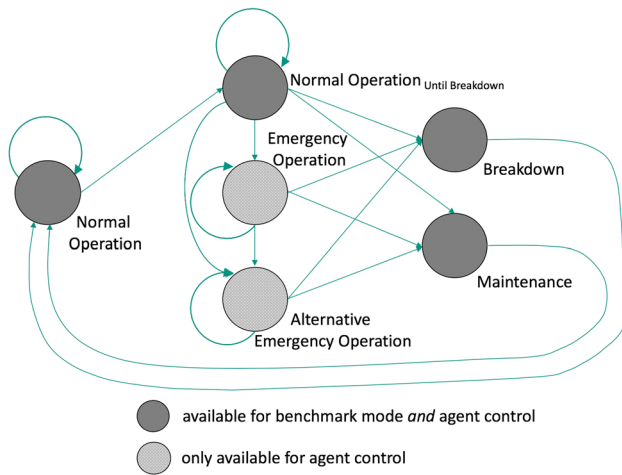 Normal Operation Until Breakdown
Emergency
Operation
Breakdown
Normal
Operation
Maintenance
Alternative
Emergency Operation
available for benchmark mode and agent control
only available for agent control